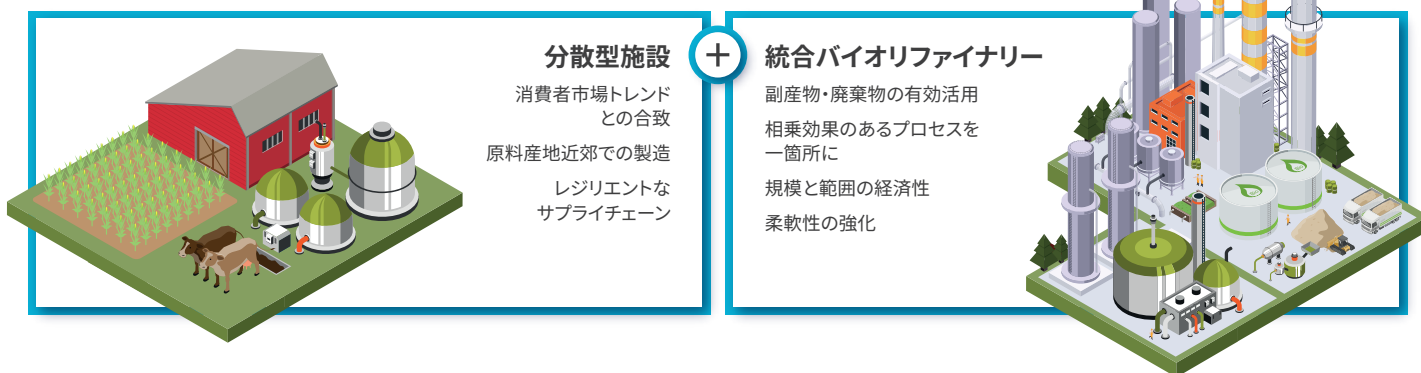 分散型施設
消費者市場トレンド
との合致
原料産地近郊での製造
レジリエントな
サプライチェーン
+
統合バイオリファイナリー
副産物・廃棄物の有効活用
相乗効果のあるプロセスを
一箇所に
規模と範囲の経済性
柔軟性の強化